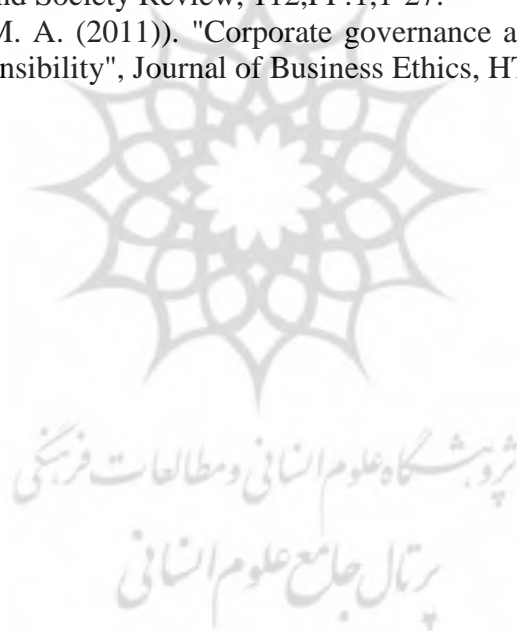 nd Society Review, 112,PP.1,1-27.
M. A. (2011)). "Corporate governance a
nsibility", Journal of Business Ethics, HT
پژوهشگاه علوم انسانی و مطالعات فرهنگی
پرتال جامع علوم انسانی